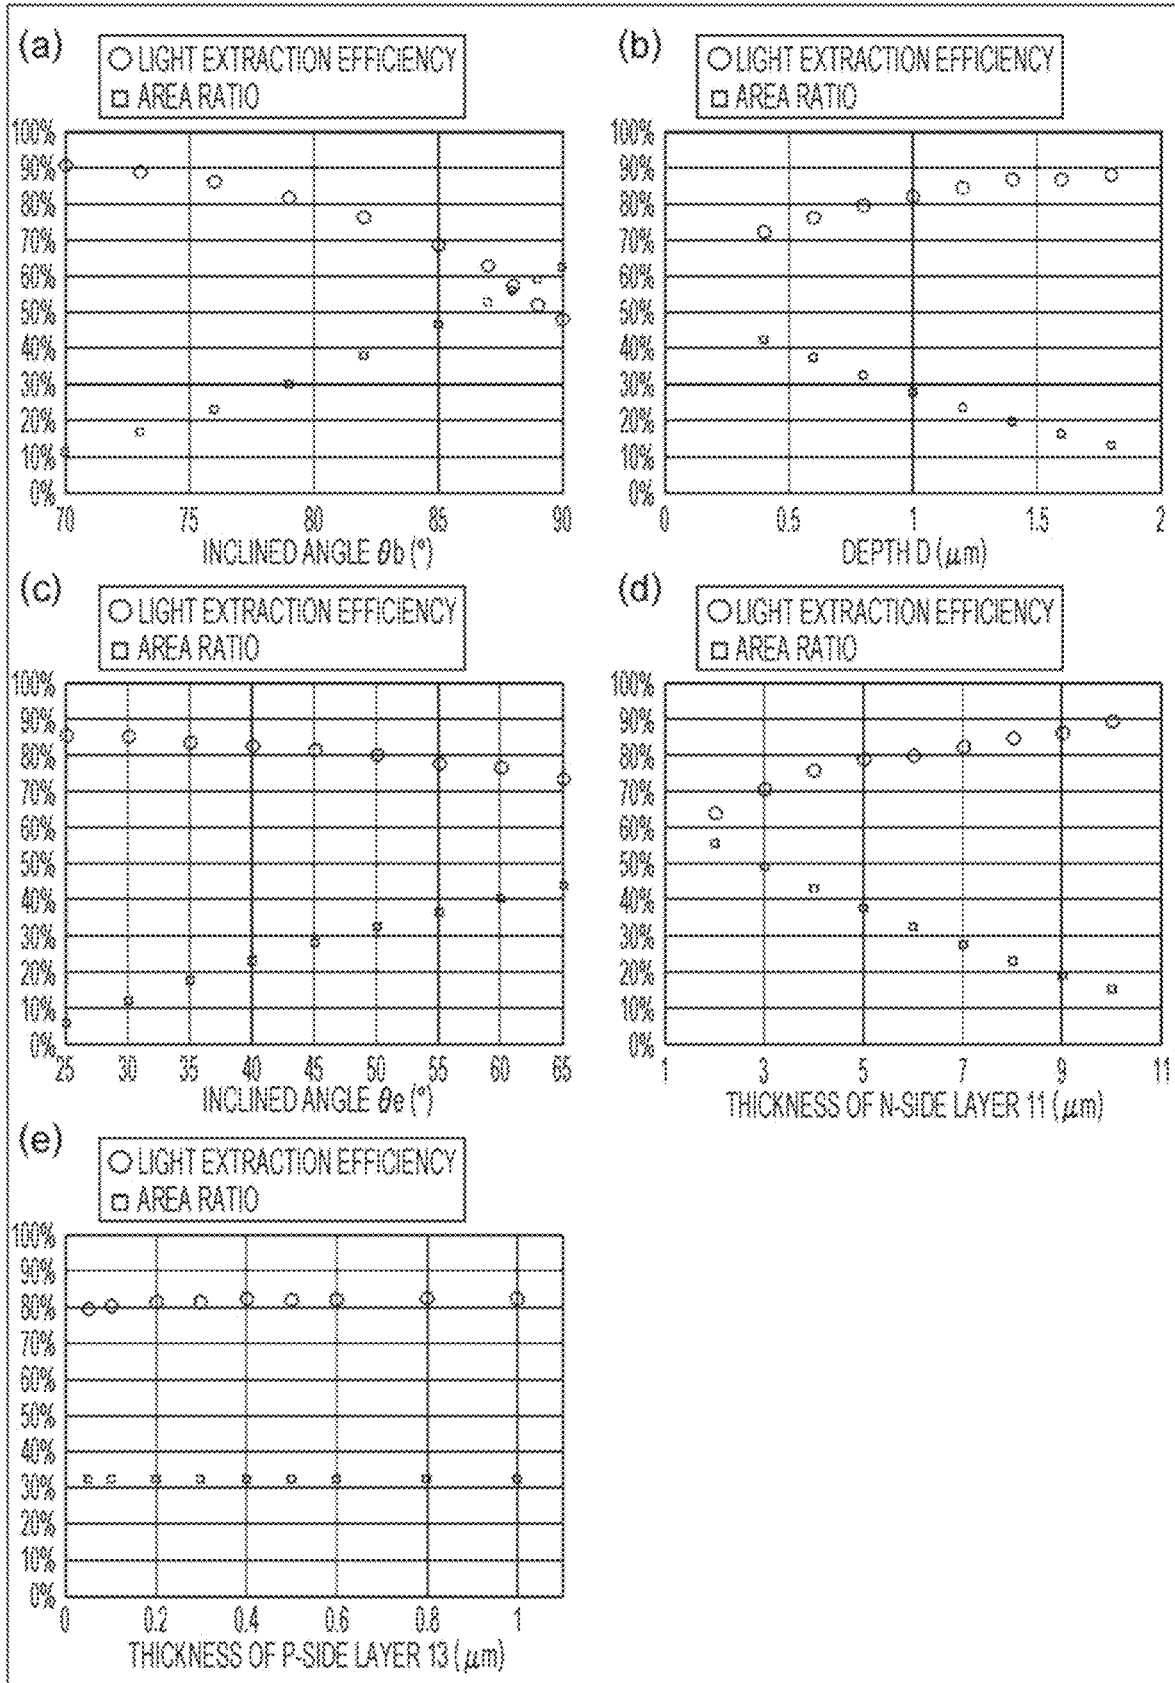 (a)
○ LIGHT EXTRACTION EFFICIENCY
□ AREA RATIO
100%
90%
80%
70%
60%
50%
40%
30%
20%
10%
0%
70 75 80 85 90
INCLINED ANGLE θb (°)
(b)
○ LIGHT EXTRACTION EFFICIENCY
□ AREA RATIO
100%
90%
80%
70%
60%
50%
40%
30%
20%
10%
0%
0 0.5 1 1.5 2
DEPTH D (μm)
(c)
○ LIGHT EXTRACTION EFFICIENCY
□ AREA RATIO
100%
90%
80%
70%
60%
50%
40%
30%
20%
10%
0%
25 30 35 40 45 50 55 60 65
INCLINED ANGLE θe (°)
(d)
○ LIGHT EXTRACTION EFFICIENCY
□ AREA RATIO
100%
90%
80%
70%
60%
50%
40%
30%
20%
10%
0%
1 3 5 7 9 11
THICKNESS OF N-SIDE LAYER 11 (μm)
(e)
○ LIGHT EXTRACTION EFFICIENCY
□ AREA RATIO
100%
90%
80%
70%
60%
50%
40%
30%
20%
10%
0%
0 0.2 0.4 0.6 0.8 1
THICKNESS OF P-SIDE LAYER 13 (μm)